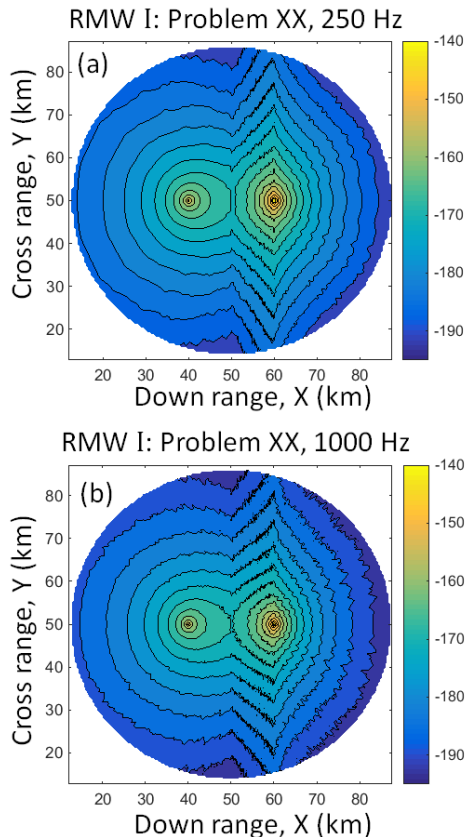 RMW I: Problem XX, 250 Hz
(a)
Cross range, Y (km)
80
70
60
50
40
30
20
20 30 40 50 60 70 80
Down range, X (km)
-140
-150
-160
-170
-180
-190
RMW I: Problem XX, 1000 Hz
(b)
Cross range, Y (km)
80
70
60
50
40
30
20
20 30 40 50 60 70 80
Down range, X (km)
-140
-150
-160
-170
-180
-190